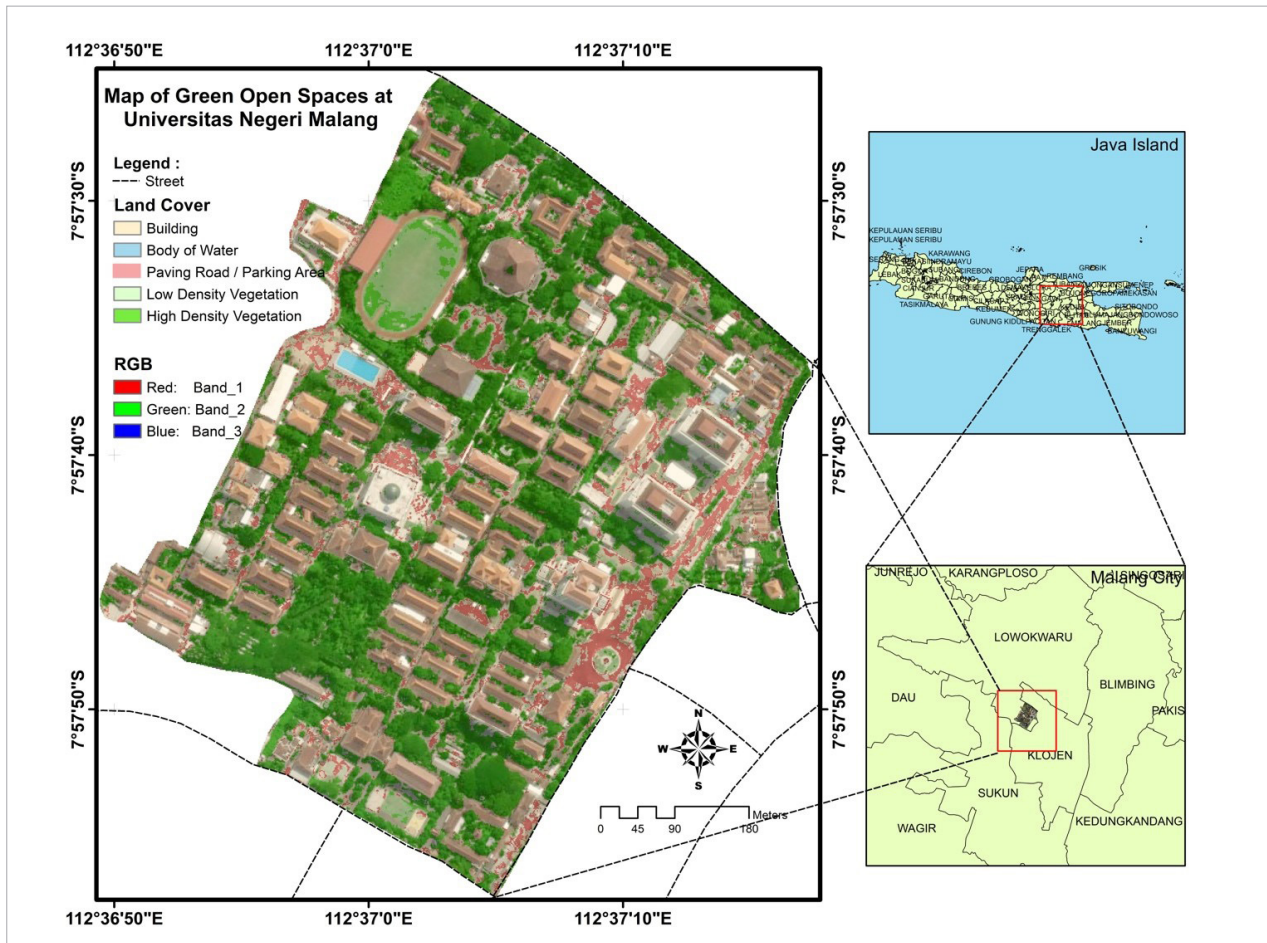 112°36'50"E
112°37'0"E
112°37'10"E
Map of Green Open Spaces at
Universitas Negeri Malang
Legend :
Street
Land Cover
Building
Body of Water
Paving Road / Parking Area
Low Density Vegetation
High Density Vegetation
RGB
Red: Band_1
Green: Band_2
Blue: Band_3
7°57'30"S
7°57'40"S
7°57'50"S
7°57'30"S
7°57'40"S
7°57'50"S
N
W
E
S
Meters
0 45 90 180
112°36'50"E
112°37'0"E
112°37'10"E
Java Island
KEPULAUAN SERIBU
KEPULAUAN SERIBU
KARAWANG
INDRAMAYU
CIREBON
JEPARA
REMBANG
GRESIK
LEBAK
GARUT
TASIKMALAYA
GUNUNG KIDUL
TRENGGALEK
JEMBER
BONDOWOSO
BANYUWANGI
Malang City
JUNREJO
KARANGPLOSO
LOWOKWARU
DAU
BLIMBING
PAKIS
KLOJEN
SUKUN
WAGIR
KEDUNGKANDANG